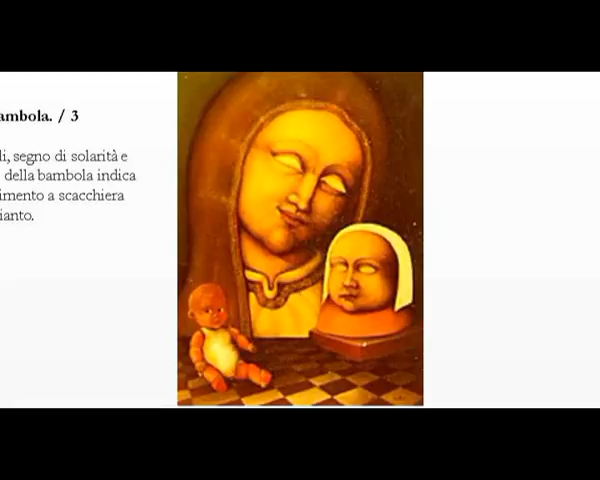 ambola. / 3
li, segno di solarità e
della bambola indica
imento a scacchiera
ianto.